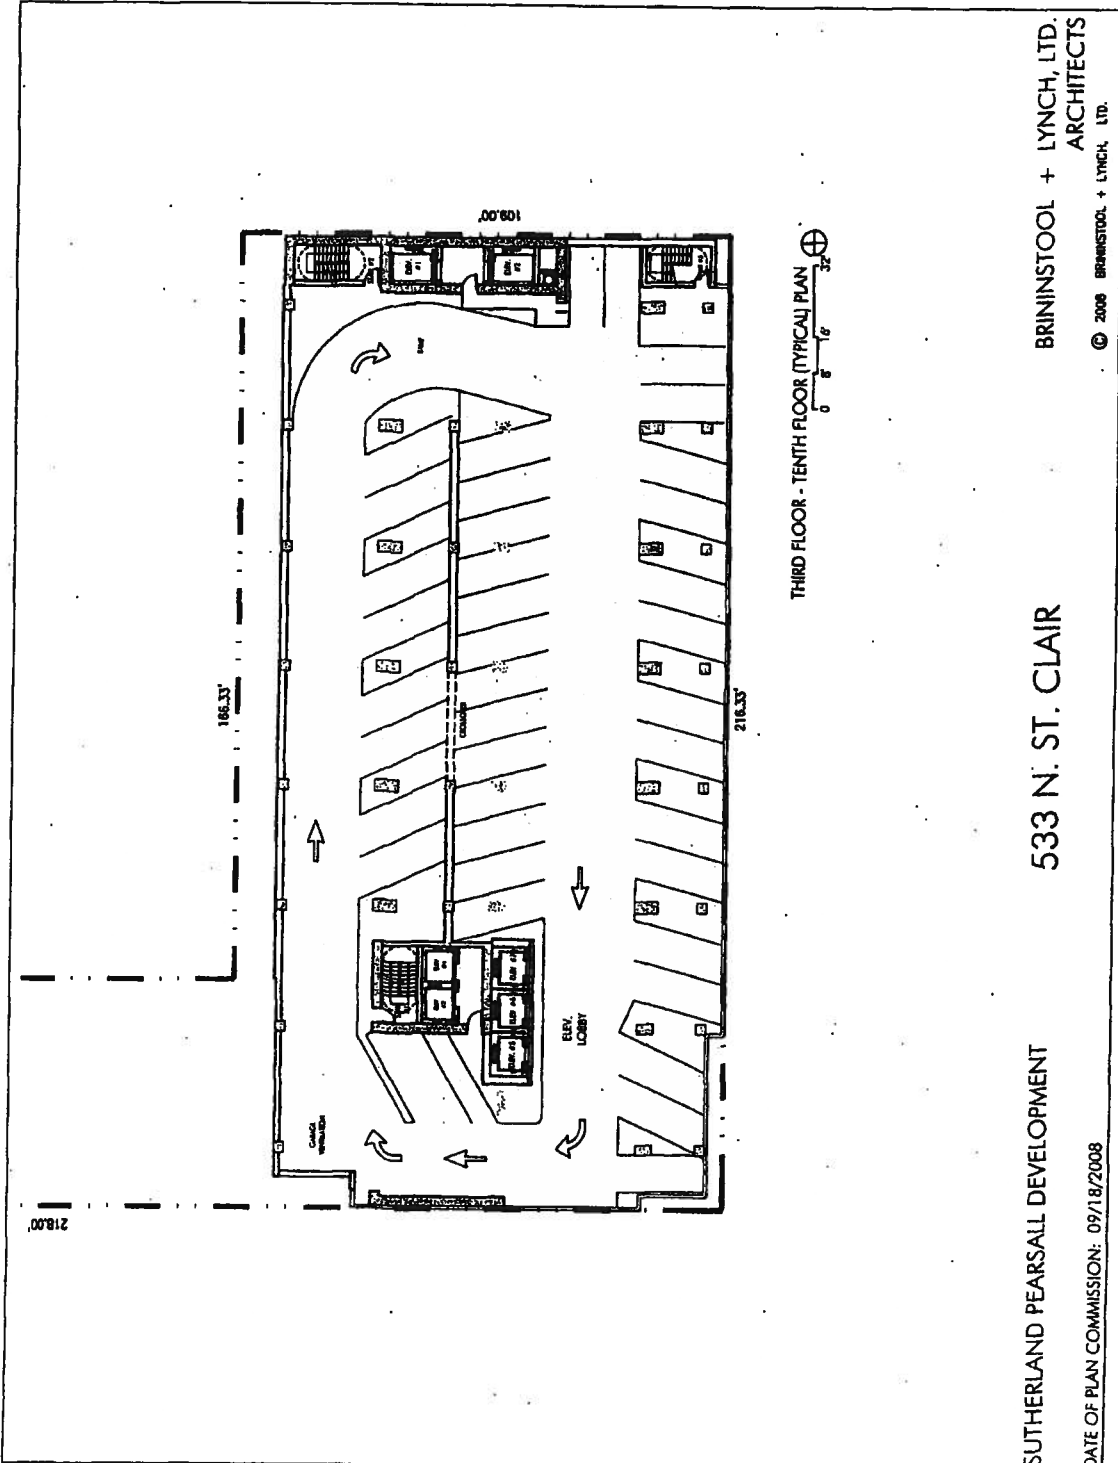 218.00'
166.33'
109.00'
216.33'
ELEV.
LOBBY
THIRD FLOOR - TENTH FLOOR (TYPICAL) PLAN
0 8' 16' 32'
SUTHERLAND PEARSALL DEVELOPMENT
DATE OF PLAN COMMISSION: 09/18/2008
533 N. ST. CLAIR
BRININSTOOL + LYNCH, LTD.
ARCHITECTS
© 2008 BRININSTOOL + LYNCH, LTD.